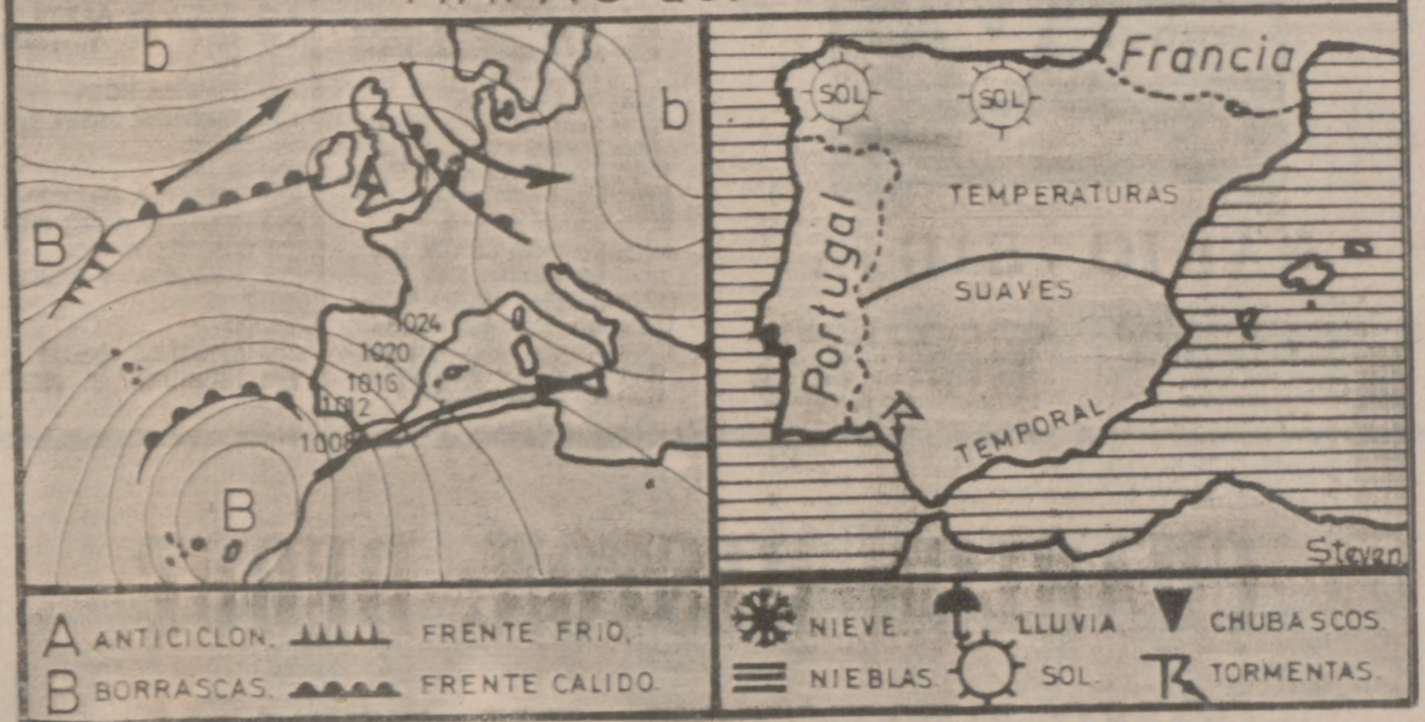 b
b
A
B
1024
1020
1016
1012
1008
B
Francia
SOL
SOL
TEMPERATURAS
Portugal
SUAVES
TEMPORAL
Steven
A ANTICICLON. FRENTE FRIO.
B BORRASCAS. FRENTE CALIDO.
NIEVE. LLUVIA. CHUBASCOS.
NIEBLAS. SOL. TORMENTAS.